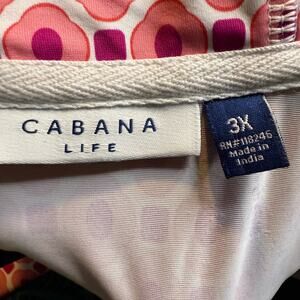 CABANA
LIFE
3X
RN#118245
Made in
India